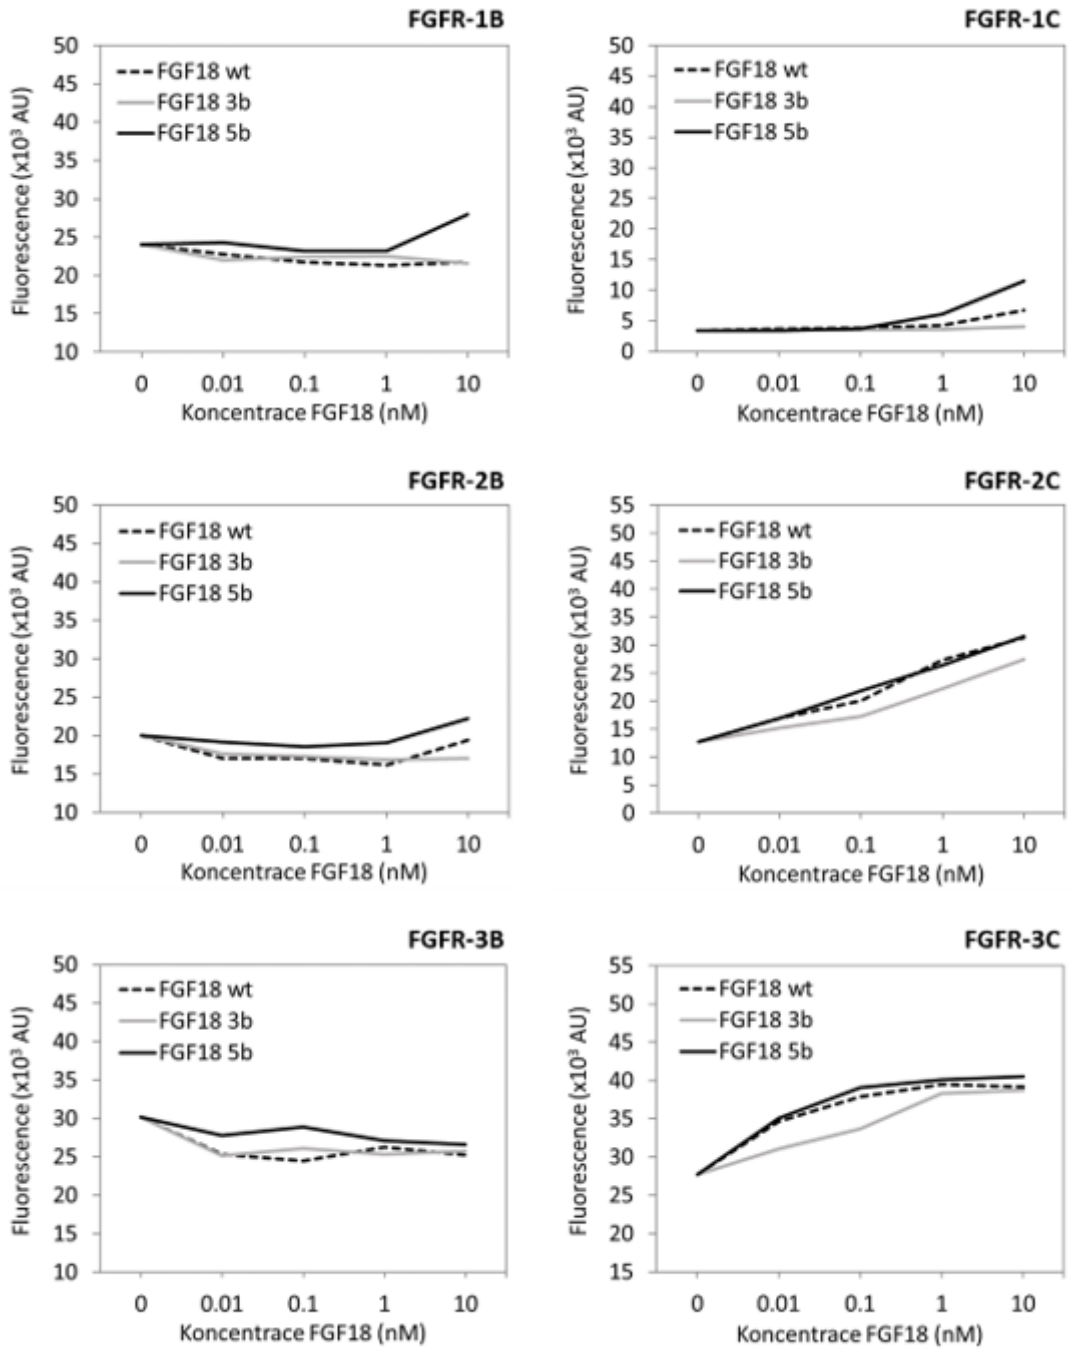 FGFR-1B
50
45
40
35
30
25
20
15
10
FGF18 wt
FGF18 3b
FGF18 5b
Fluorescence (x10³ AU)
0 0.01 0.1 1 10
Koncentrace FGF18 (nM)
FGFR-1C
50
45
40
35
30
25
20
15
10
5
0
FGF18 wt
FGF18 3b
FGF18 5b
Fluorescence (x10³ AU)
0 0.01 0.1 1 10
Koncentrace FGF18 (nM)
FGFR-2B
50
45
40
35
30
25
20
15
10
FGF18 wt
FGF18 3b
FGF18 5b
Fluorescence (x10³ AU)
0 0.01 0.1 1 10
Koncentrace FGF18 (nM)
FGFR-2C
55
50
45
40
35
30
25
20
15
10
5
0
FGF18 wt
FGF18 3b
FGF18 5b
Fluorescence (x10³ AU)
0 0.01 0.1 1 10
Koncentrace FGF18 (nM)
FGFR-3B
50
45
40
35
30
25
20
15
10
FGF18 wt
FGF18 3b
FGF18 5b
Fluorescence (x10³ AU)
0 0.01 0.1 1 10
Koncentrace FGF18 (nM)
FGFR-3C
55
50
45
40
35
30
25
20
15
FGF18 wt
FGF18 3b
FGF18 5b
Fluorescence (x10³ AU)
0 0.01 0.1 1 10
Koncentrace FGF18 (nM)